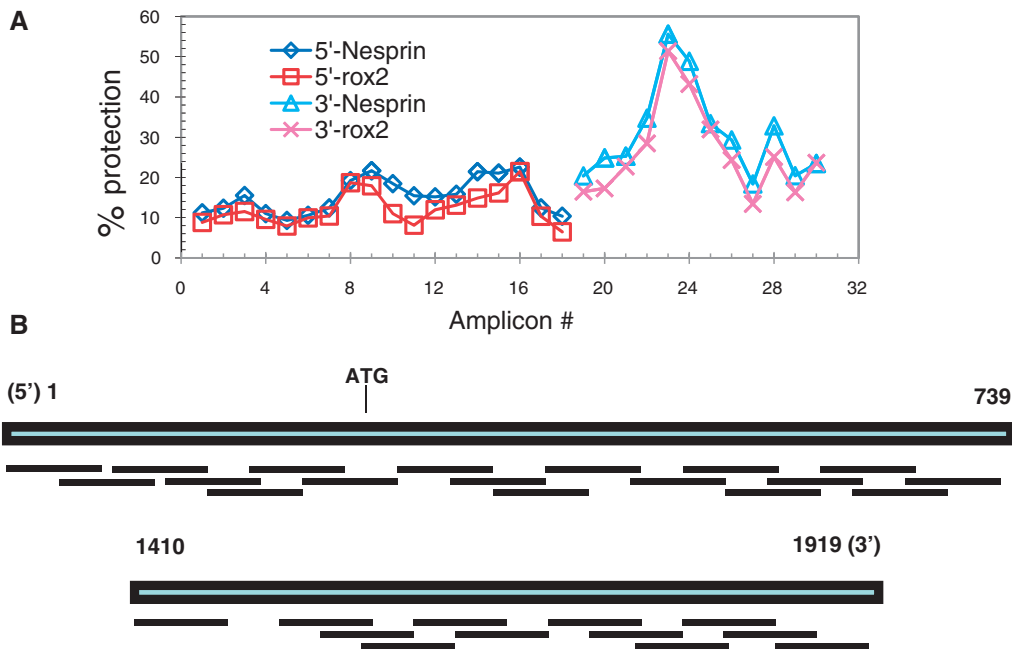 A
60
50
40
30
20
10
0
% protection
5'-Nesprin
5'-rox2
3'-Nesprin
3'-rox2
0 4 8 12 16 20 24 28 32
Amplicon #
B
ATG
(5’) 1 739
1410 1919 (3’)